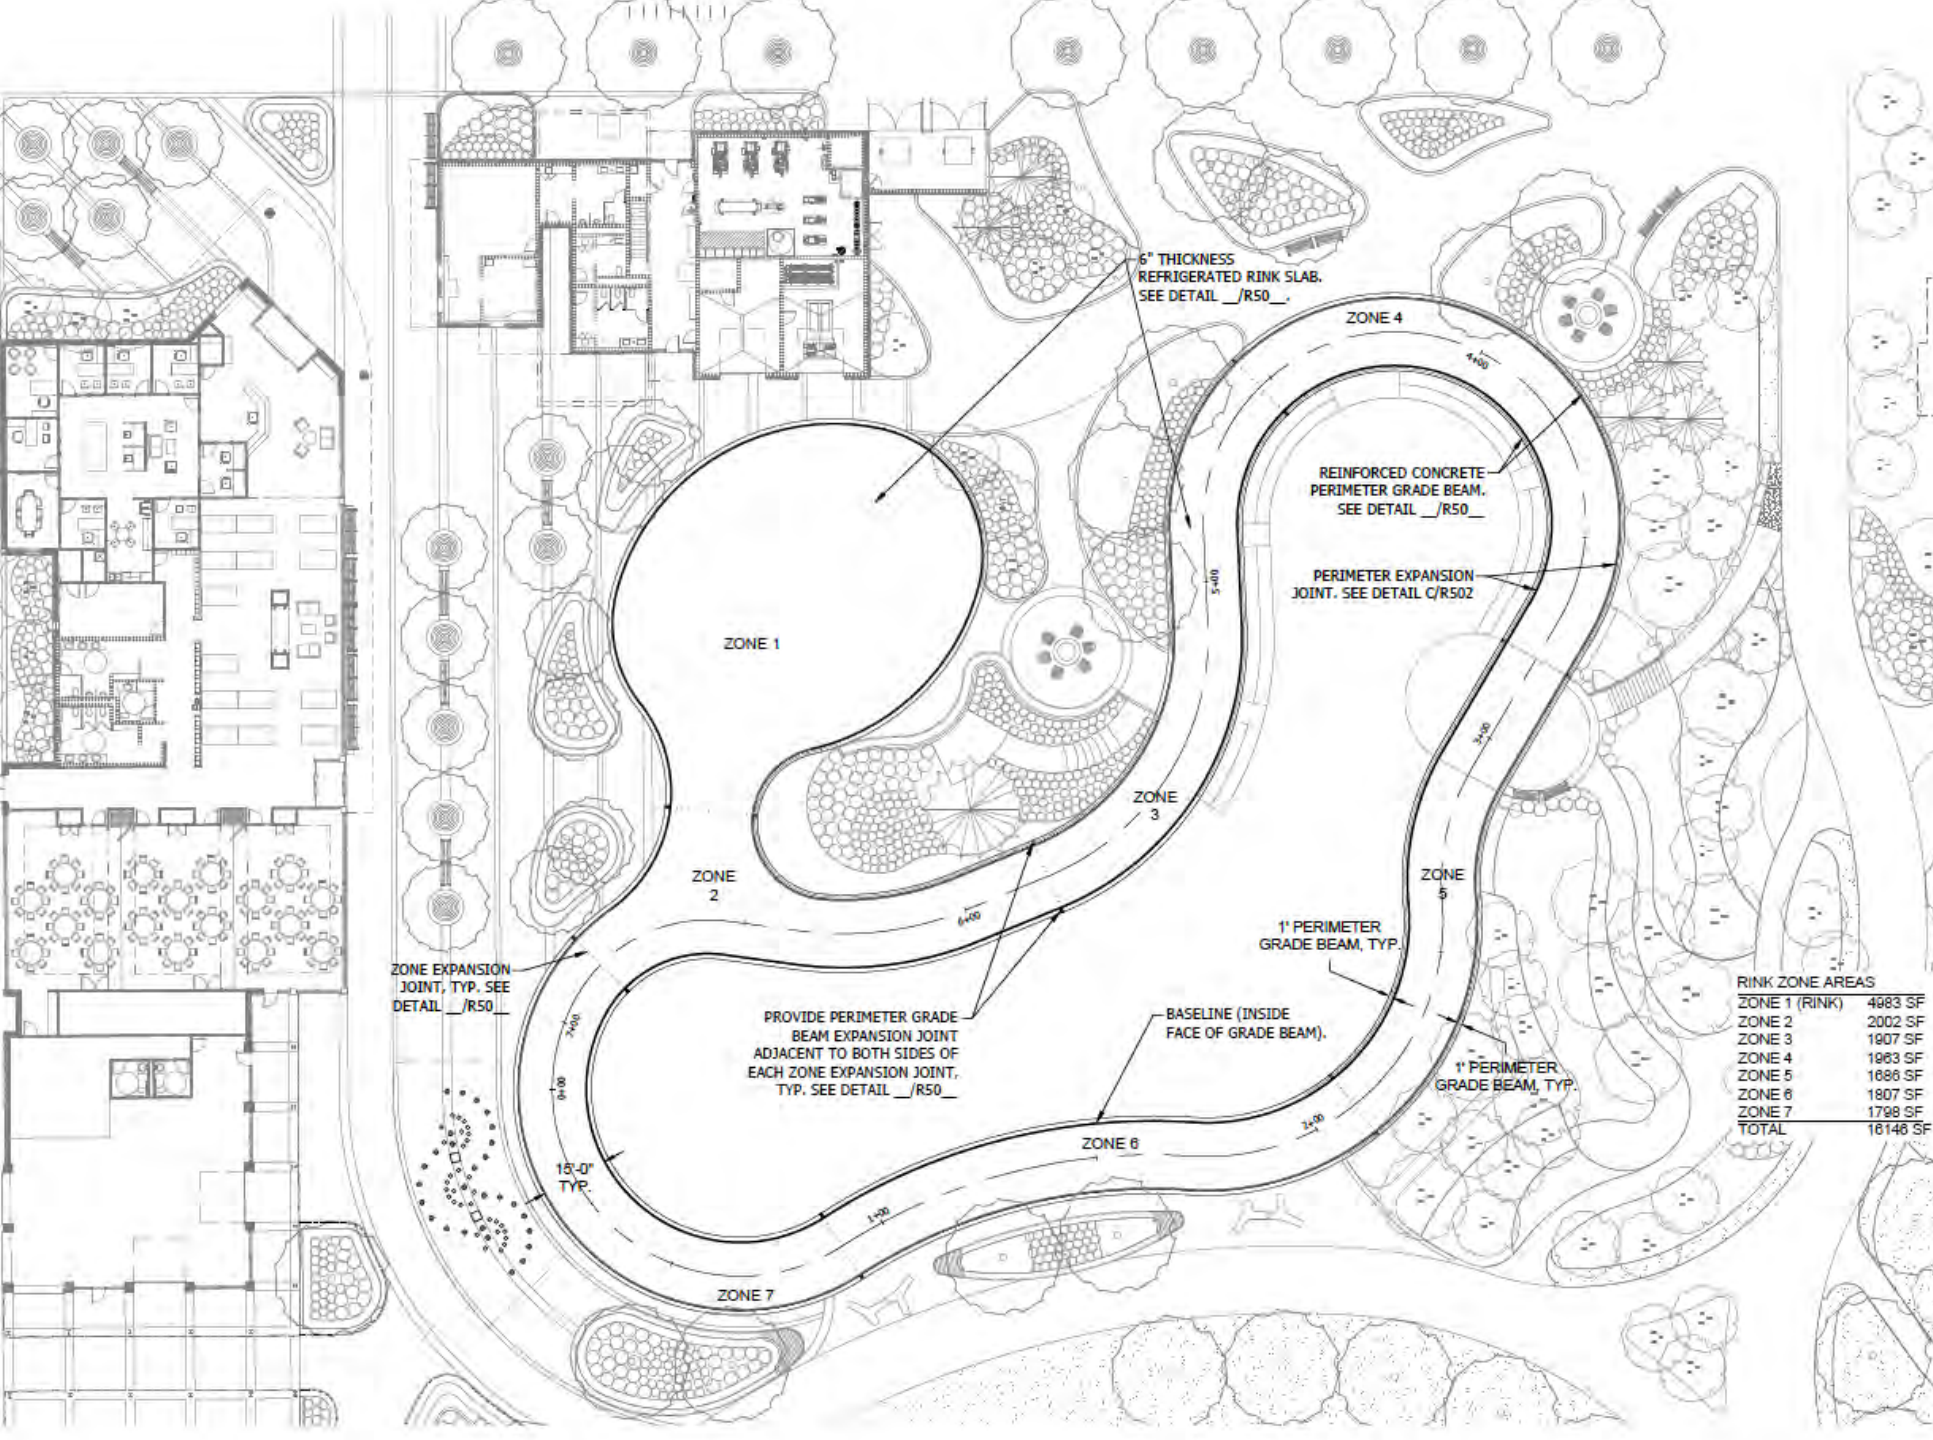 6" THICKNESS
REFRIGERATED RINK SLAB.
SEE DETAIL __/R50__.
ZONE 4
4+00
REINFORCED CONCRETE
PERIMETER GRADE BEAM.
SEE DETAIL __/R50__
PERIMETER EXPANSION
JOINT. SEE DETAIL C/R502
5+00
ZONE 1
3+00
ZONE
3
ZONE
2
ZONE
5
6+00
1' PERIMETER
GRADE BEAM, TYP.
ZONE EXPANSION
JOINT, TYP. SEE
DETAIL __/R50__
PROVIDE PERIMETER GRADE
BEAM EXPANSION JOINT
ADJACENT TO BOTH SIDES OF
EACH ZONE EXPANSION JOINT,
TYP. SEE DETAIL __/R50__
BASELINE (INSIDE
FACE OF GRADE BEAM).
1' PERIMETER
GRADE BEAM, TYP.
RINK ZONE AREAS
ZONE 1 (RINK) 4983 SF
ZONE 2 2002 SF
ZONE 3 1907 SF
ZONE 4 1963 SF
ZONE 5 1686 SF
ZONE 6 1807 SF
ZONE 7 1798 SF
TOTAL 16146 SF
7+00
0+00
2+00
ZONE 6
15'-0"
TYP.
1+00
ZONE 7